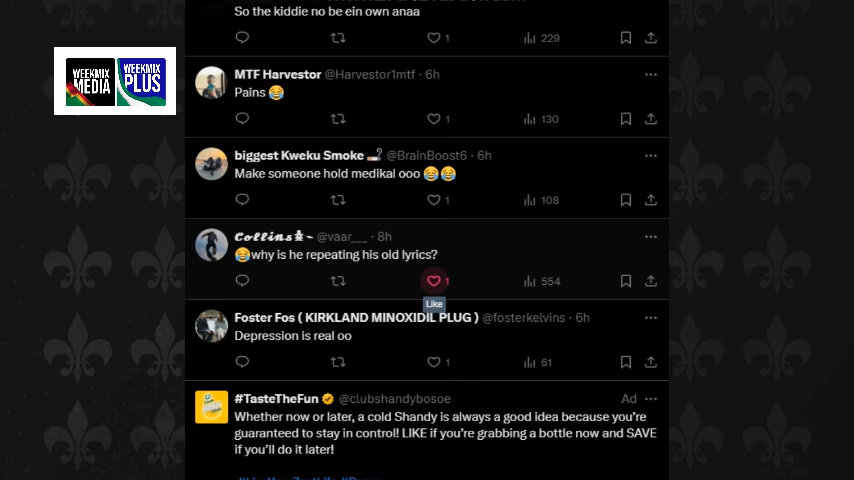 So the kiddie no be ein own anaa
1
229
WEEKMIX
MEDIA
WEEKMIX
PLUS
MTF Harvestor @Harvestor1mtf · 6h
Pains 😂
1
130
biggest Kweku Smoke 🚬 @BrainBoost6 · 6h
Make someone hold medikal ooo 😂😂
1
108
𝓒𝓸𝓵𝓵𝓲𝓷𝓼 @vaar___ · 8h
😂why is he repeating his old lyrics?
1
554
Like
Foster Fos ( KIRKLAND MINOXIDIL PLUG ) @fosterkelvins · 6h
Depression is real oo
1
61
#TasteTheFun @clubshandybosoe Ad
Whether now or later, a cold Shandy is always a good idea because you're
guaranteed to stay in control! LIKE if you're grabbing a bottle now and SAVE
if you'll do it later!